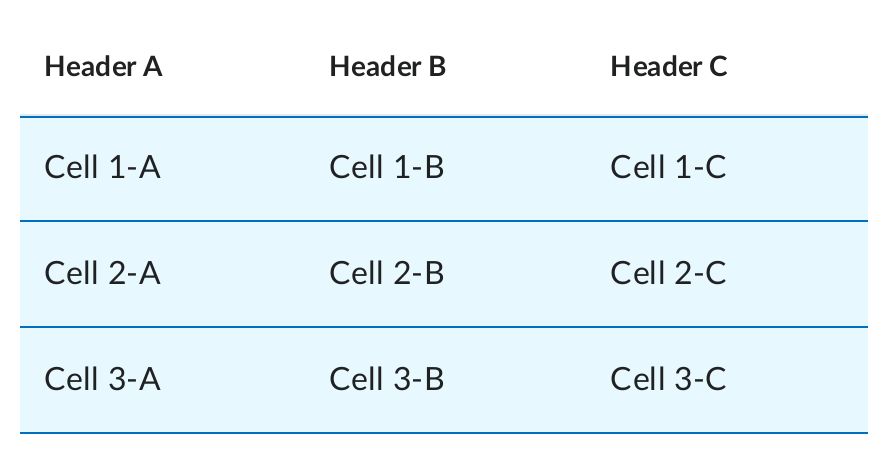 Header A Header B Header C
Cell 1-A Cell 1-B Cell 1-C
Cell 2-A Cell 2-B Cell 2-C
Cell 3-A Cell 3-B Cell 3-C